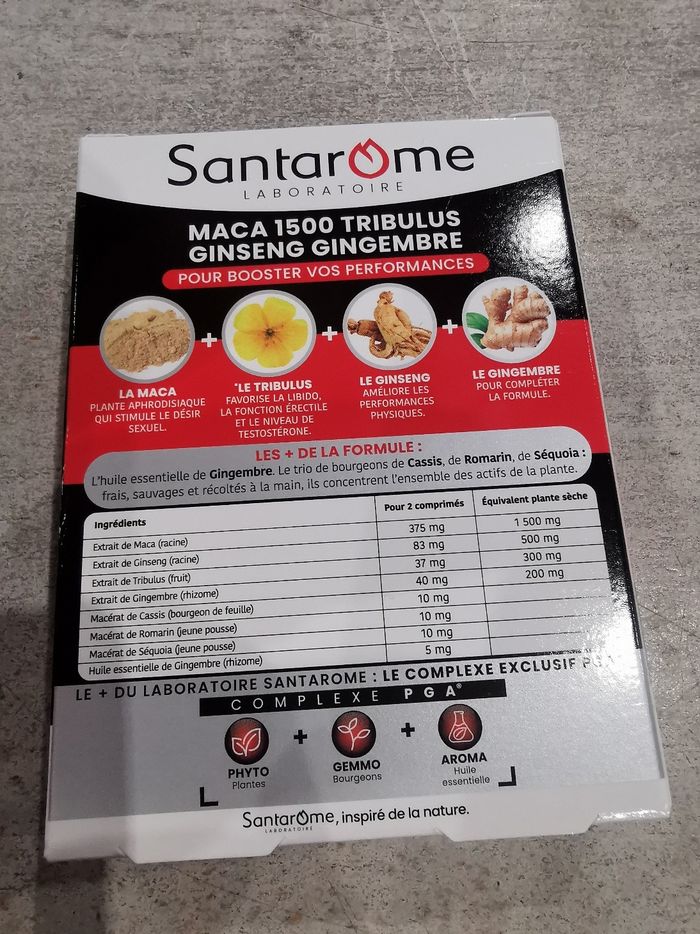 Santarome
LABORATOIRE
MACA 1500 TRIBULUS
GINSENG GINGEMBRE
POUR BOOSTER VOS PERFORMANCES
+ + +
LA MACA
PLANTE APHRODISIAQUE
QUI STIMULE LE DÉSIR
SEXUEL.
*LE TRIBULUS
FAVORISE LA LIBIDO,
LA FONCTION ÉRECTILE
ET LE NIVEAU DE
TESTOSTÉRONE.
LE GINSENG
AMÉLIORE LES
PERFORMANCES
PHYSIQUES.
LE GINGEMBRE
POUR COMPLÉTER
LA FORMULE.
LES + DE LA FORMULE :
L'huile essentielle de Gingembre. Le trio de bourgeons de Cassis, de Romarin, de Séquoia :
frais, sauvages et récoltés à la main, ils concentrent l'ensemble des actifs de la plante.
Ingrédients Pour 2 comprimés Équivalent plante sèche
Extrait de Maca (racine) 375 mg 1 500 mg
Extrait de Ginseng (racine) 83 mg 500 mg
Extrait de Tribulus (fruit) 37 mg 300 mg
Extrait de Gingembre (rhizome) 40 mg 200 mg
Macérat de Cassis (bourgeon de feuille) 10 mg
Macérat de Romarin (jeune pousse) 10 mg
Macérat de Séquoia (jeune pousse) 10 mg
Huile essentielle de Gingembre (rhizome) 5 mg
LE + DU LABORATOIRE SANTAROME : LE COMPLEXE EXCLUSIF PGA
COMPLEXE PGA®
+ +
PHYTO
Plantes
GEMMO
Bourgeons
AROMA
Huile
essentielle
Santarome, inspiré de la nature.
LABORATOIRE